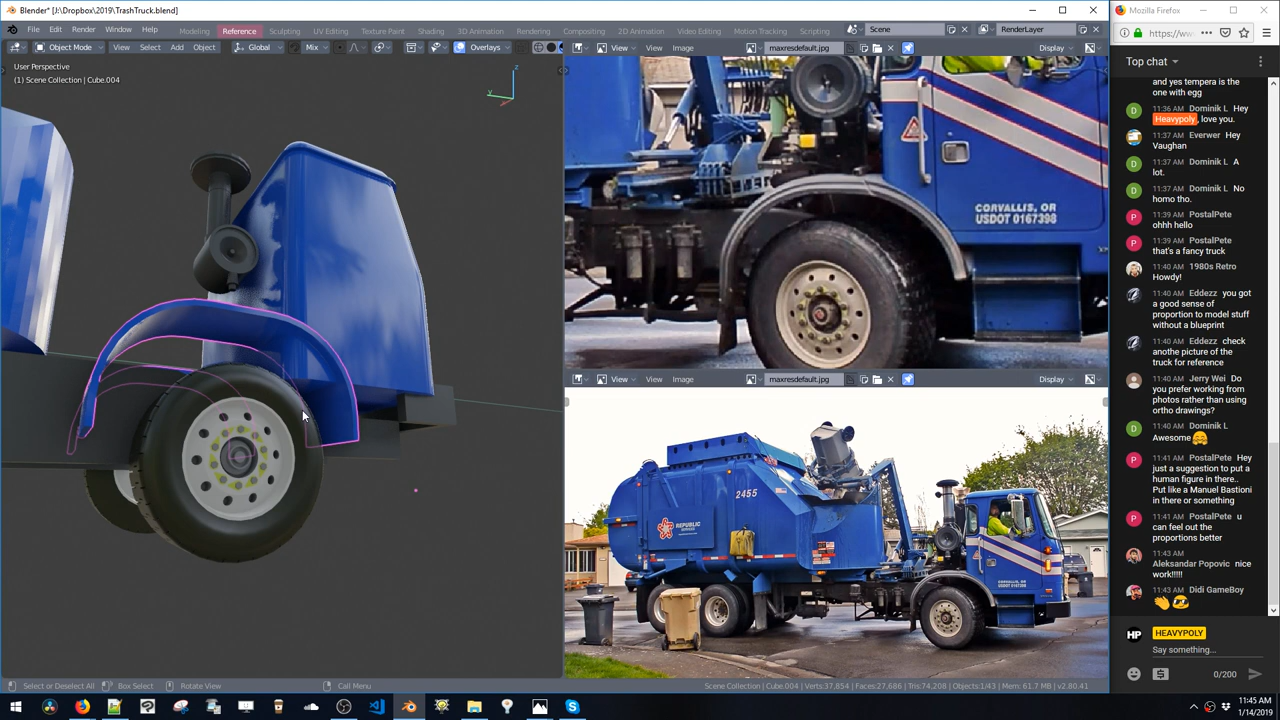 Blender* [J:\Dropbox\2019\TrashTruck.blend]
File Edit Render Window Help
Modeling Reference Sculpting UV Editing Texture Paint Shading 3D Animation Rendering Compositing 2D Animation Video Editing Motion Tracking Scripting
Scene RenderLayer
Object Mode View Select Add Object Global Mix Overlays
User Perspective
(1) Scene Collection | Cube.004
z
Y
View View Image maxresdefault.jpg Display
CORVALLIS, OR
USDOT 0167398
View View Image maxresdefault.jpg Display
2455
REPUBLIC
SERVICES
CORVALLIS, OR
USDOT 0167398
Select or Deselect All Box Select Rotate View Call Menu
Scene Collection | Cube.004 | Verts:37,854 | Faces:27,686 | Tris:74,208 | Objects:1/43 | Mem: 61.7 MB | v2.80.41
Mozilla Firefox
https://ww
Top chat
and yes tempera is the
one with egg
D 11:36 AM Dominik L Hey
Heavypoly, love you.
11:37 AM Everwer Hey
Vaughan
D 11:37 AM Dominik L A
lot.
D 11:37 AM Dominik L No
homo tho.
P 11:39 AM PostalPete
ohhh hello
P 11:39 AM PostalPete
that's a fancy truck
11:40 AM 1980s Retro
Howdy!
11:40 AM Eddezz you got
a good sense of
proportion to model stuff
without a blueprint
11:40 AM Eddezz check
anothe picture of the
truck for reference
11:40 AM Jerry Wei Do
you prefer working from
photos rather than using
ortho drawings?
D 11:40 AM Dominik L
Awesome
P 11:41 AM PostalPete Hey
just a suggestion to put a
human figure in there..
Put like a Manuel Bastioni
in there or something
P 11:41 AM PostalPete u
can feel out the
proportions better
11:43 AM
Aleksandar Popovic nice
work!!!!!
11:43 AM Didi GameBoy
HP HEAVYPOLY
Say something...
0/200
11:45 AM
1/14/2019